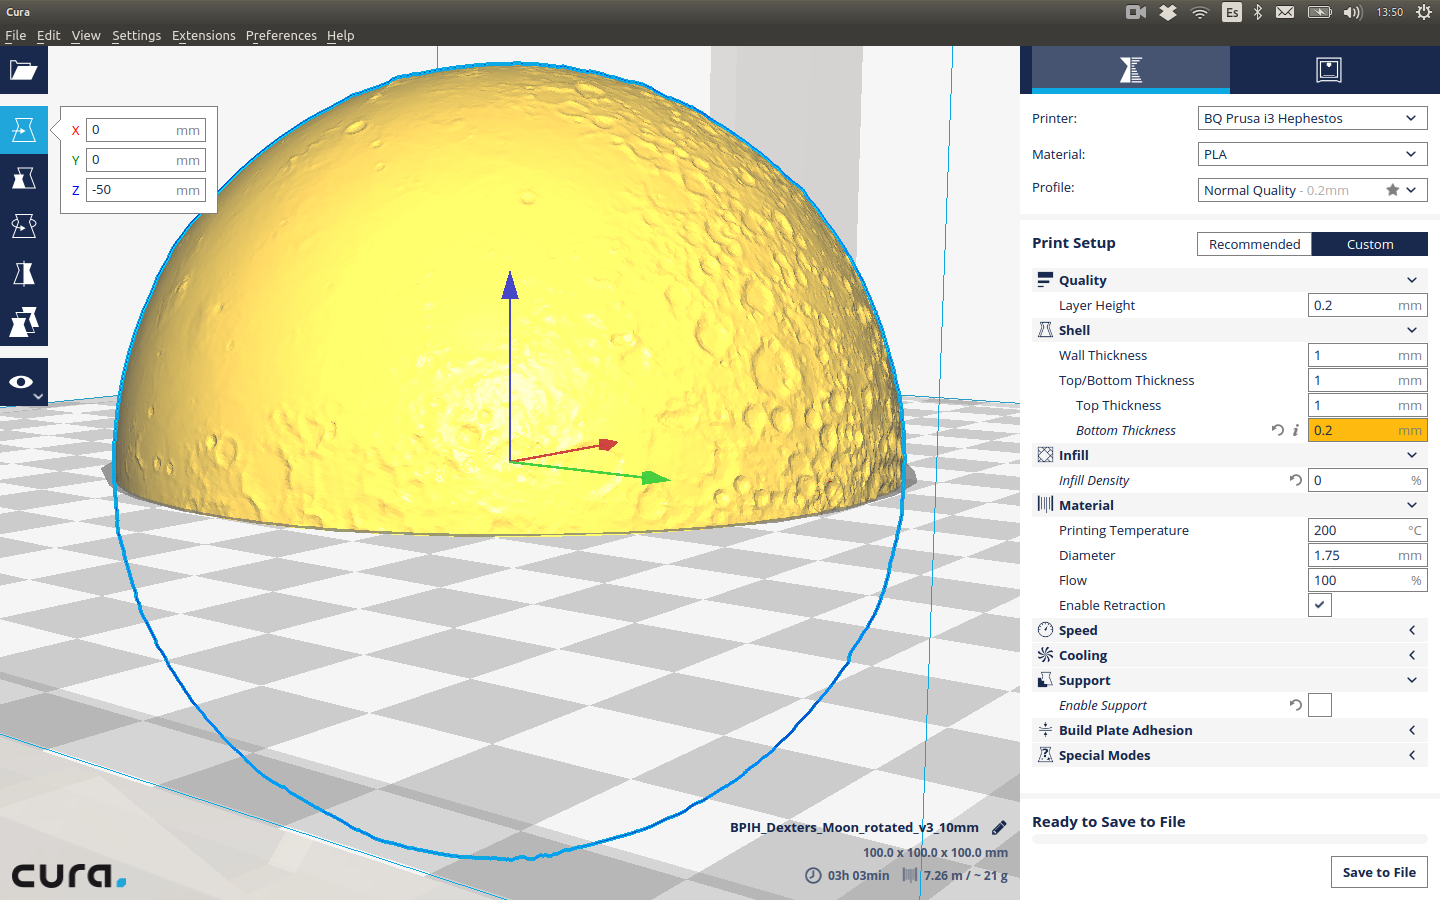 Cura
Es
13:50
File Edit View Settings Extensions Preferences Help
X 0 mm
Y 0 mm
Z -50 mm
Printer: BQ Prusa i3 Hephestos
Material: PLA
Profile: Normal Quality - 0.2mm
Print Setup Recommended Custom
Quality
Layer Height 0.2 mm
Shell
Wall Thickness 1 mm
Top/Bottom Thickness 1 mm
Top Thickness 1 mm
Bottom Thickness i 0.2 mm
Infill
Infill Density 0 %
Material
Printing Temperature 200 °C
Diameter 1.75 mm
Flow 100 %
Enable Retraction
Speed
Cooling
Support
Enable Support
Build Plate Adhesion
Special Modes
BPIH_Dexters_Moon_rotated_v3_10mm
100.0 x 100.0 x 100.0 mm
03h 03min 7.26 m / ~ 21 g
cura.
Ready to Save to File
Save to File